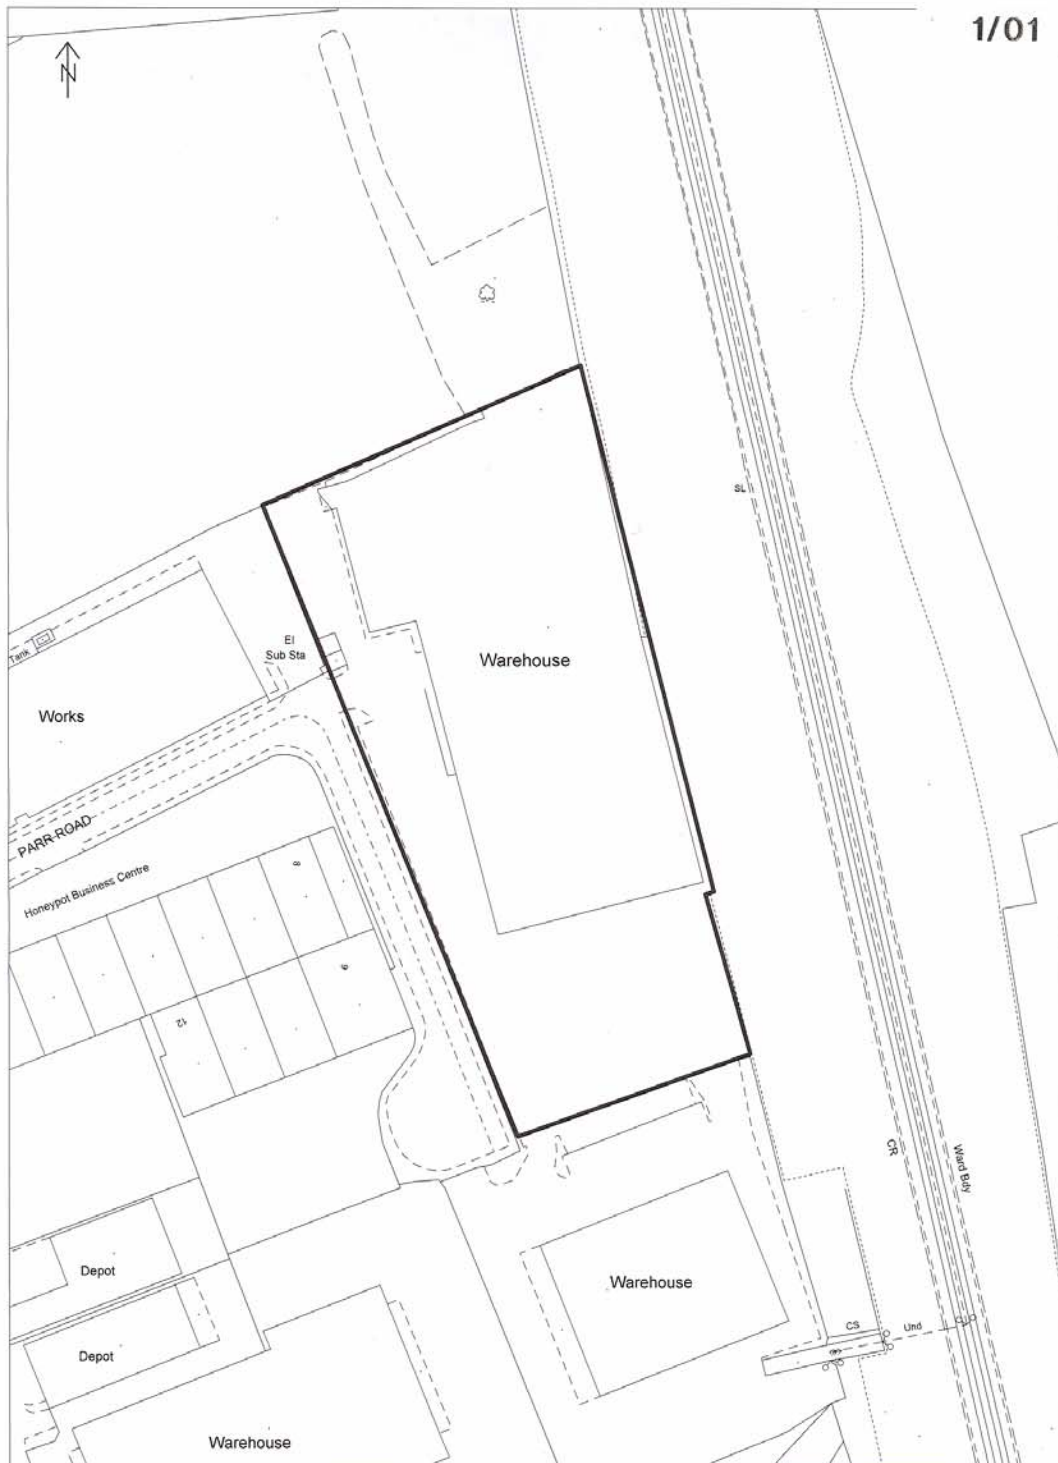 1/01
N
SL
El
Sub Sta
Warehouse
Tank
Works
PARR ROAD
Honeypot Business Centre
8
9
12
CR
Ward Bdy
Depot
Warehouse
CS
Und
Depot
Warehouse